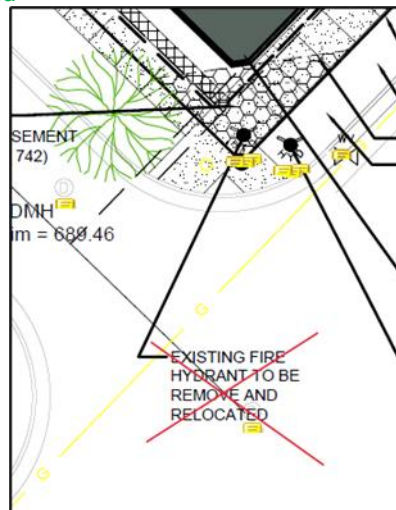 SEMENT
742)
D
DMH
im = 689.46
G
G
G
G
W
EXISTING FIRE
HYDRANT TO BE
REMOVE AND
RELOCATED